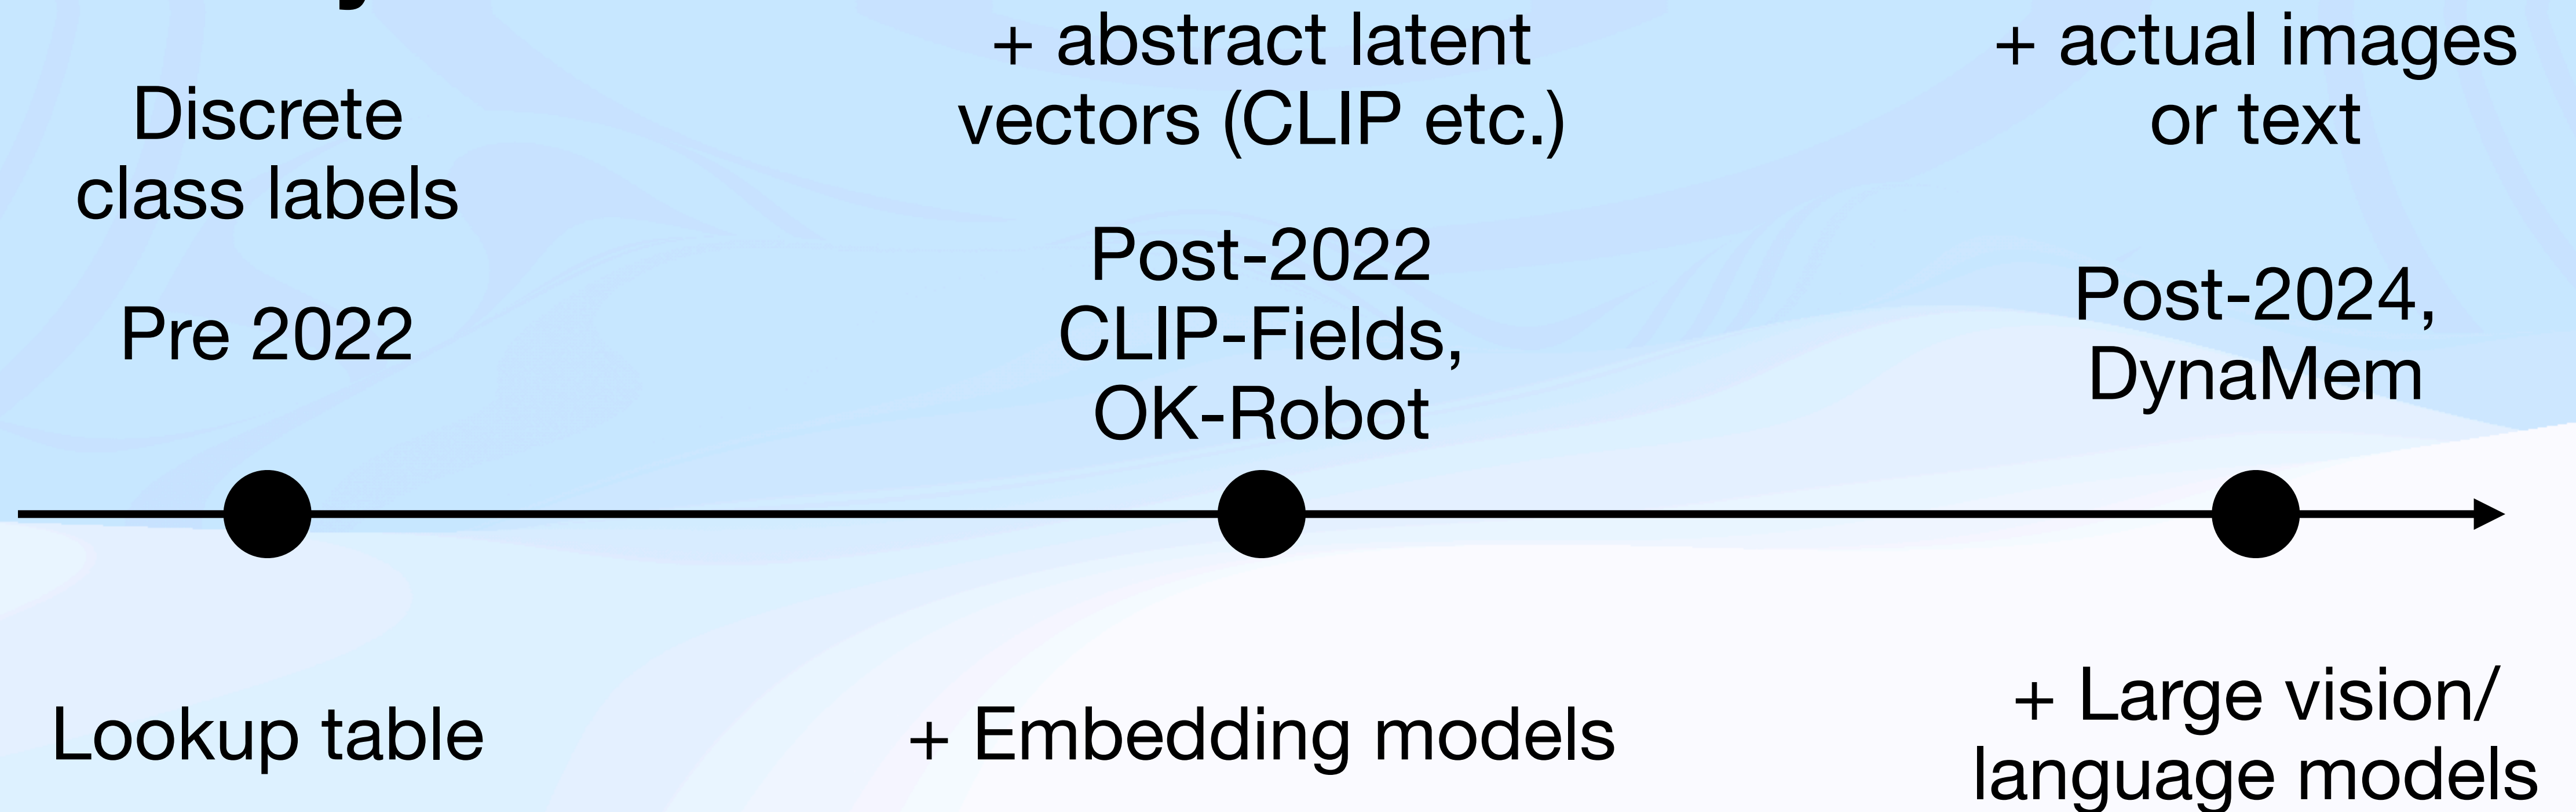 Discrete
class labels
Pre 2022
Lookup table
+ abstract latent
vectors (CLIP etc.)
Post-2022
CLIP-Fields,
OK-Robot
+ Embedding models
+ actual images
or text
Post-2024,
DynaMem
+ Large vision/
language models